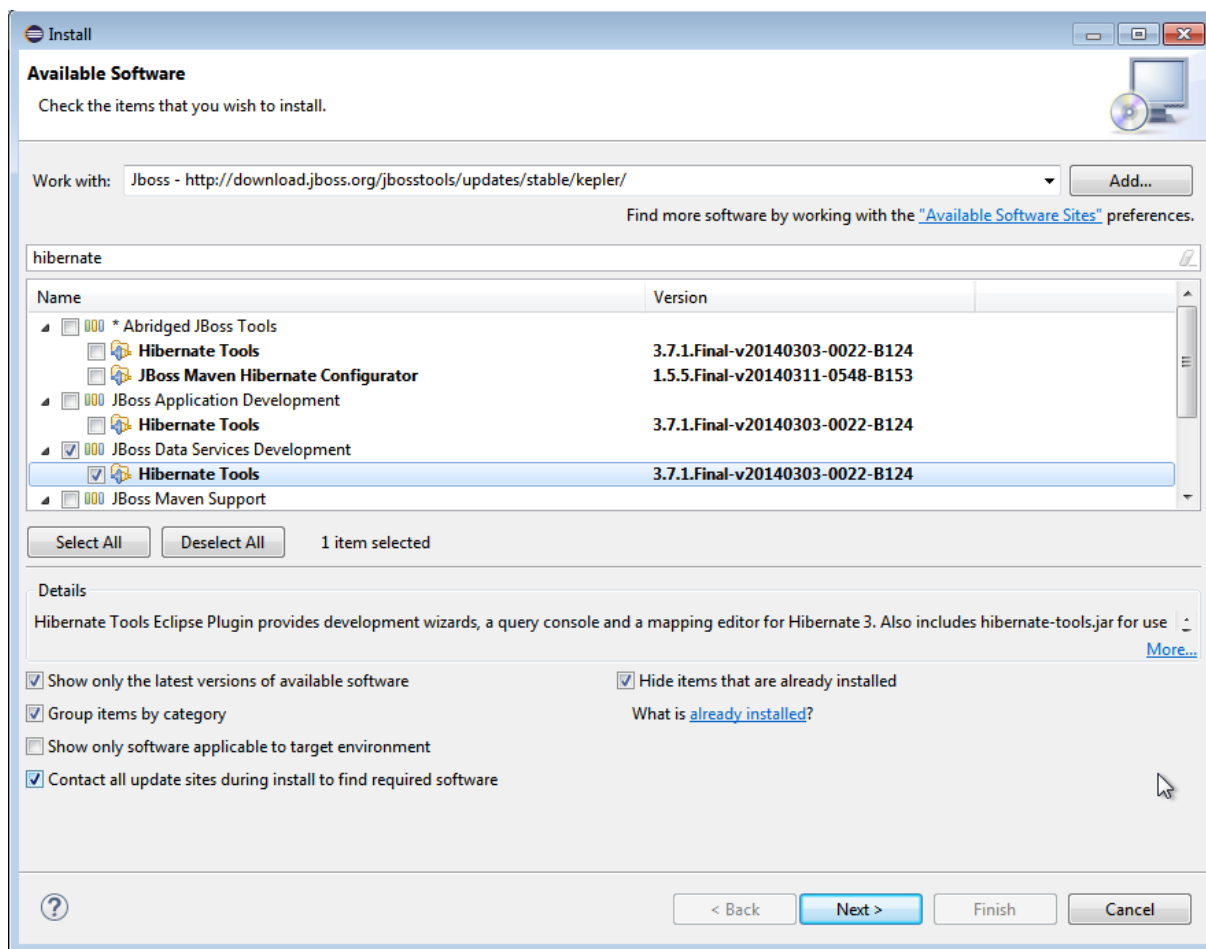 Install
Available Software
Check the items that you wish to install.
Work with: Jboss - http://download.jboss.org/jbosstools/updates/stable/kepler/ Add...
Find more software by working with the "Available Software Sites" preferences.
hibernate
Name Version
* Abridged JBoss Tools
Hibernate Tools 3.7.1.Final-v20140303-0022-B124
JBoss Maven Hibernate Configurator 1.5.5.Final-v20140311-0548-B153
JBoss Application Development
Hibernate Tools 3.7.1.Final-v20140303-0022-B124
JBoss Data Services Development
Hibernate Tools 3.7.1.Final-v20140303-0022-B124
JBoss Maven Support
Select All Deselect All 1 item selected
Details
Hibernate Tools Eclipse Plugin provides development wizards, a query console and a mapping editor for Hibernate 3. Also includes hibernate-tools.jar for use
More...
Show only the latest versions of available software Hide items that are already installed
Group items by category What is already installed?
Show only software applicable to target environment
Contact all update sites during install to find required software
? < Back Next > Finish Cancel